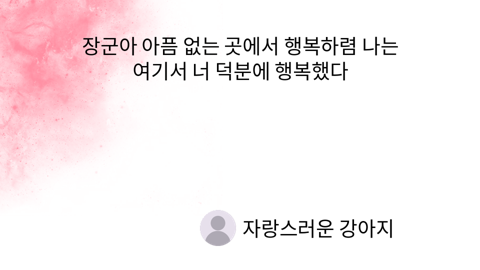 장군아 아픔 없는 곳에서 행복하렴 나는
여기서 너 덕분에 행복했다
자랑스러운 강아지